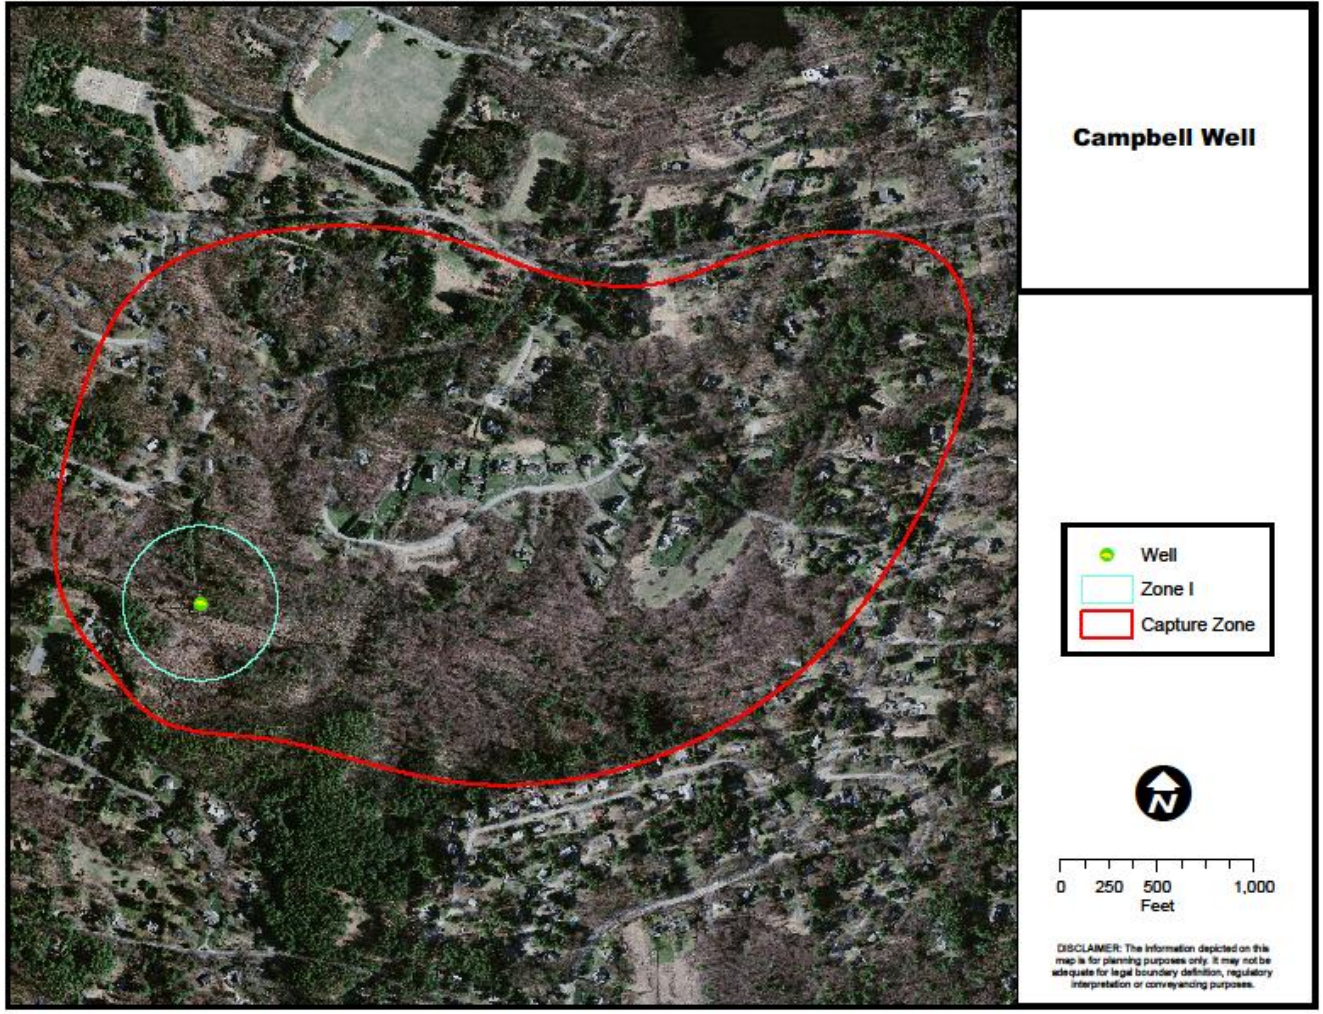 Campbell Well
Well
Zone I
Capture Zone
N
0 250 500 1,000
Feet
DISCLAIMER: The information depicted on this
map is for planning purposes only. It may not be
adequate for legal boundary definition, regulatory
interpretation or conveyancing purposes.